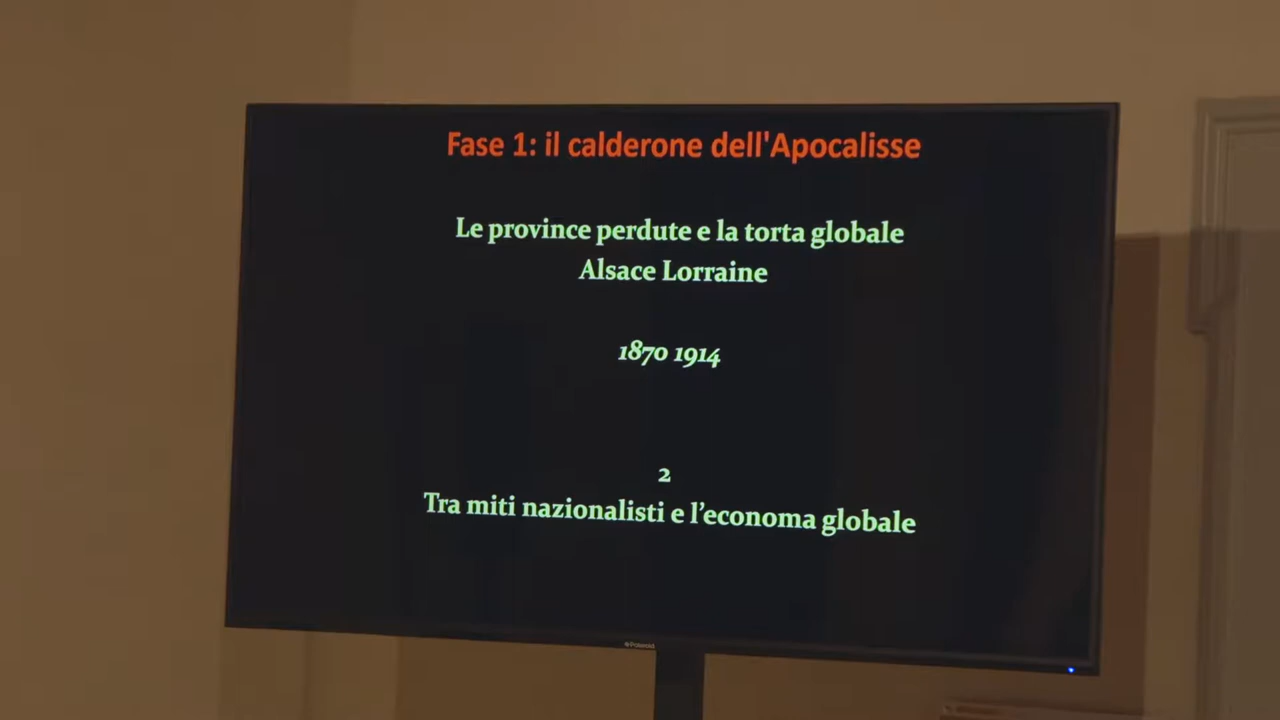 Fase 1: il calderone dell'Apocalisse
Le province perdute e la torta globale
Alsace Lorraine
1870 1914
2
Tra miti nazionalisti e l’economa globale
Polaroid